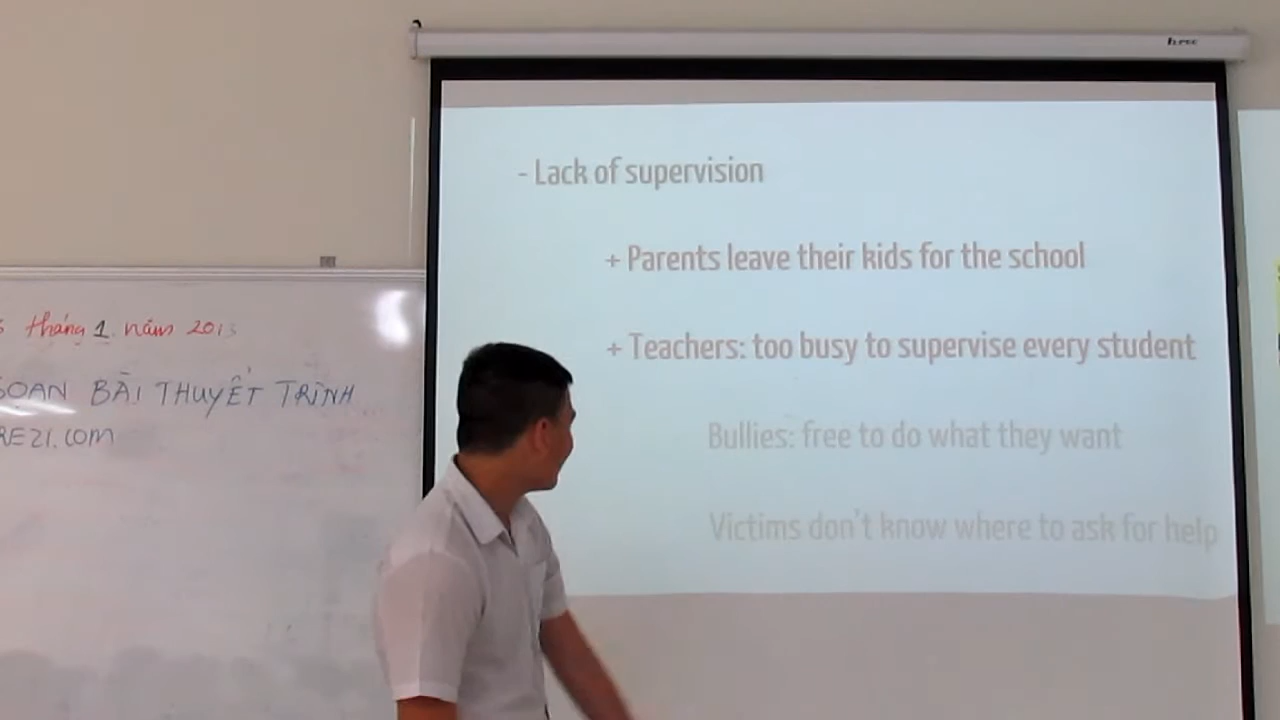 - Lack of supervision
+ Parents leave their kids for the school
+ Teachers: too busy to supervise every student
Bullies: free to do what they want
Victims don't know where to ask for help
tháng 1 năm 2013
SOẠN BÀI THUYẾT TRÌNH
REZI.COM